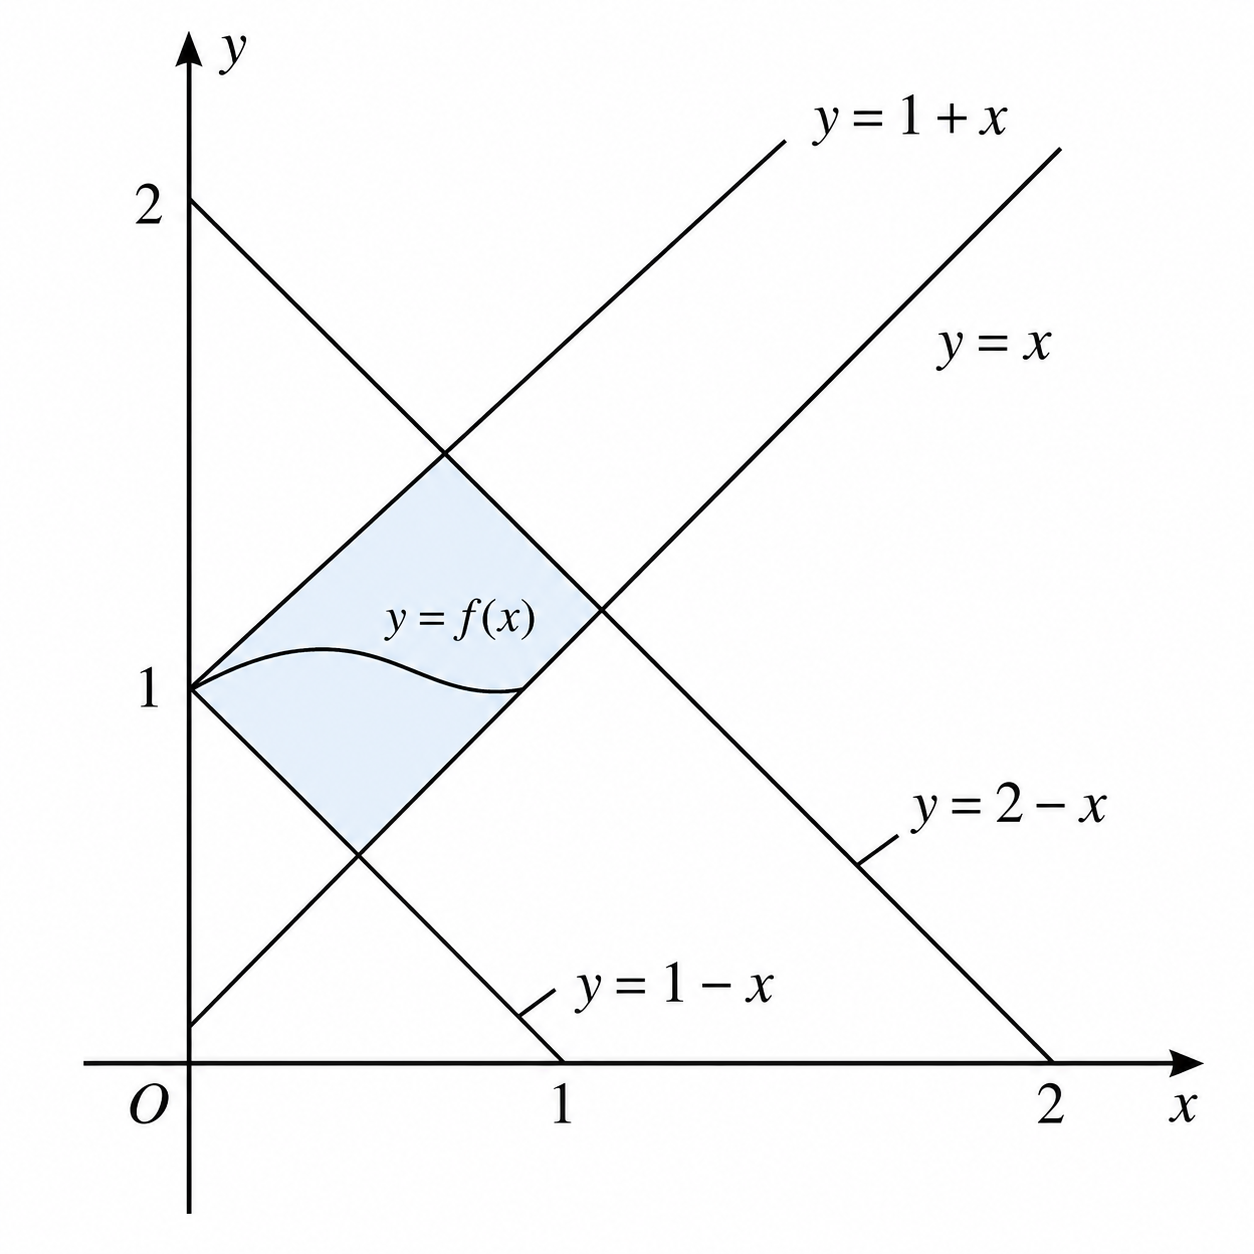 y
y = 1 + x
2
y = x
y = f(x)
1
y = 2 − x
y = 1 − x
O
1
2
x